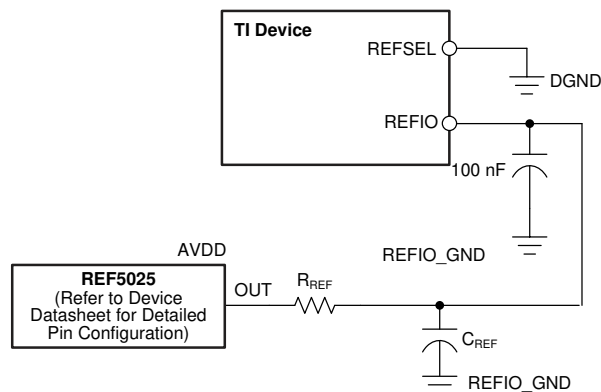 TI Device
REFSEL
DGND
REFIO
100 nF
REFIO_GND
AVDD
REF5025
(Refer to Device
Datasheet for Detailed
Pin Configuration)
OUT
RREF
CREF
REFIO_GND